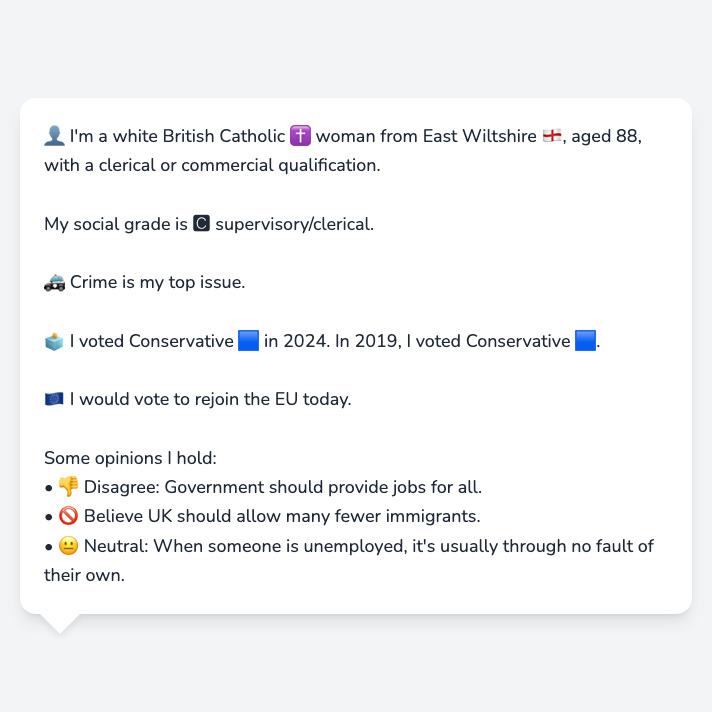 👤 I'm a white British Catholic ✝️ woman from East Wiltshire 🏴󠁧󠁢󠁥󠁮󠁧󠁿, aged 88,
with a clerical or commercial qualification.
My social grade is 🅲 supervisory/clerical.
🚓 Crime is my top issue.
🗳️ I voted Conservative 🟦 in 2024. In 2019, I voted Conservative 🟦.
🇪🇺 I would vote to rejoin the EU today.
Some opinions I hold:
• 👎 Disagree: Government should provide jobs for all.
• 🚫 Believe UK should allow many fewer immigrants.
• 😐 Neutral: When someone is unemployed, it's usually through no fault of
their own.